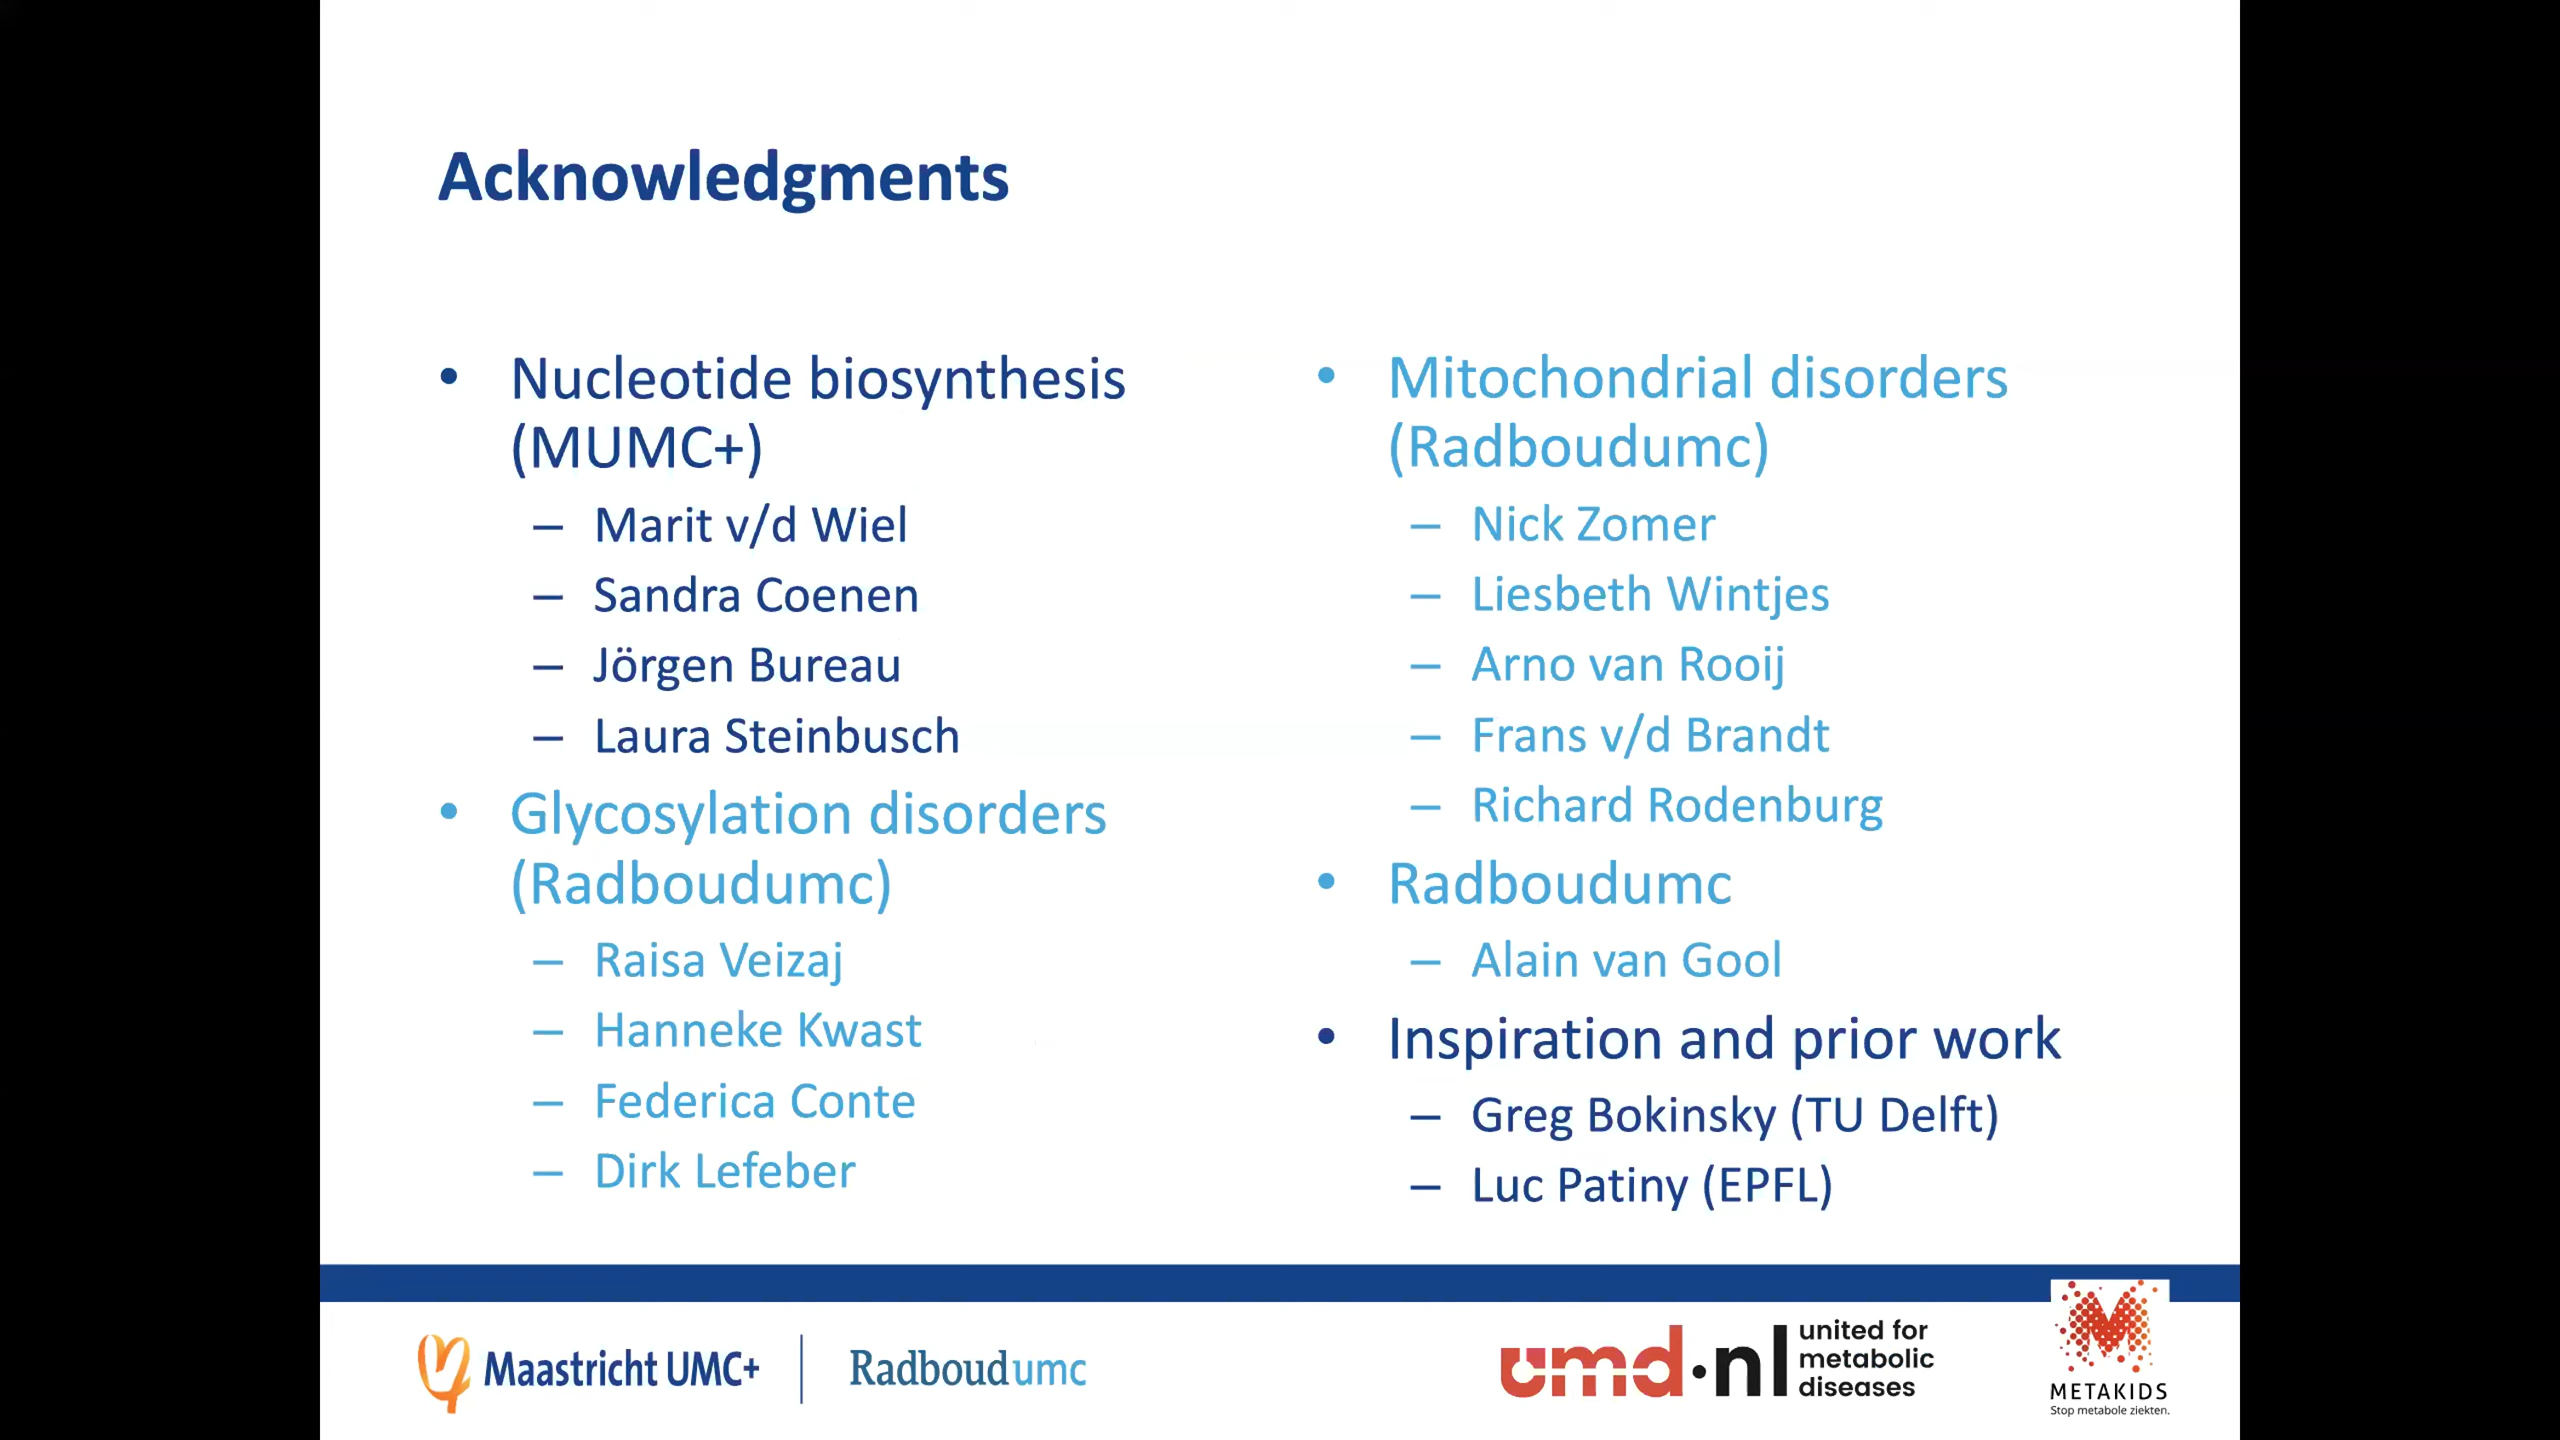 Acknowledgments
• Nucleotide biosynthesis
(MUMC+)
– Marit v/d Wiel
– Sandra Coenen
– Jörgen Bureau
– Laura Steinbusch
• Glycosylation disorders
(Radboudumc)
– Raisa Veizaj
– Hanneke Kwast
– Federica Conte
– Dirk Lefeber
• Mitochondrial disorders
(Radboudumc)
– Nick Zomer
– Liesbeth Wintjes
– Arno van Rooij
– Frans v/d Brandt
– Richard Rodenburg
• Radboudumc
– Alain van Gool
• Inspiration and prior work
– Greg Bokinsky (TU Delft)
– Luc Patiny (EPFL)
Maastricht UMC+
Radboudumc
umd.nl
united for
metabolic
diseases
METAKIDS
Stop metabole ziekten.